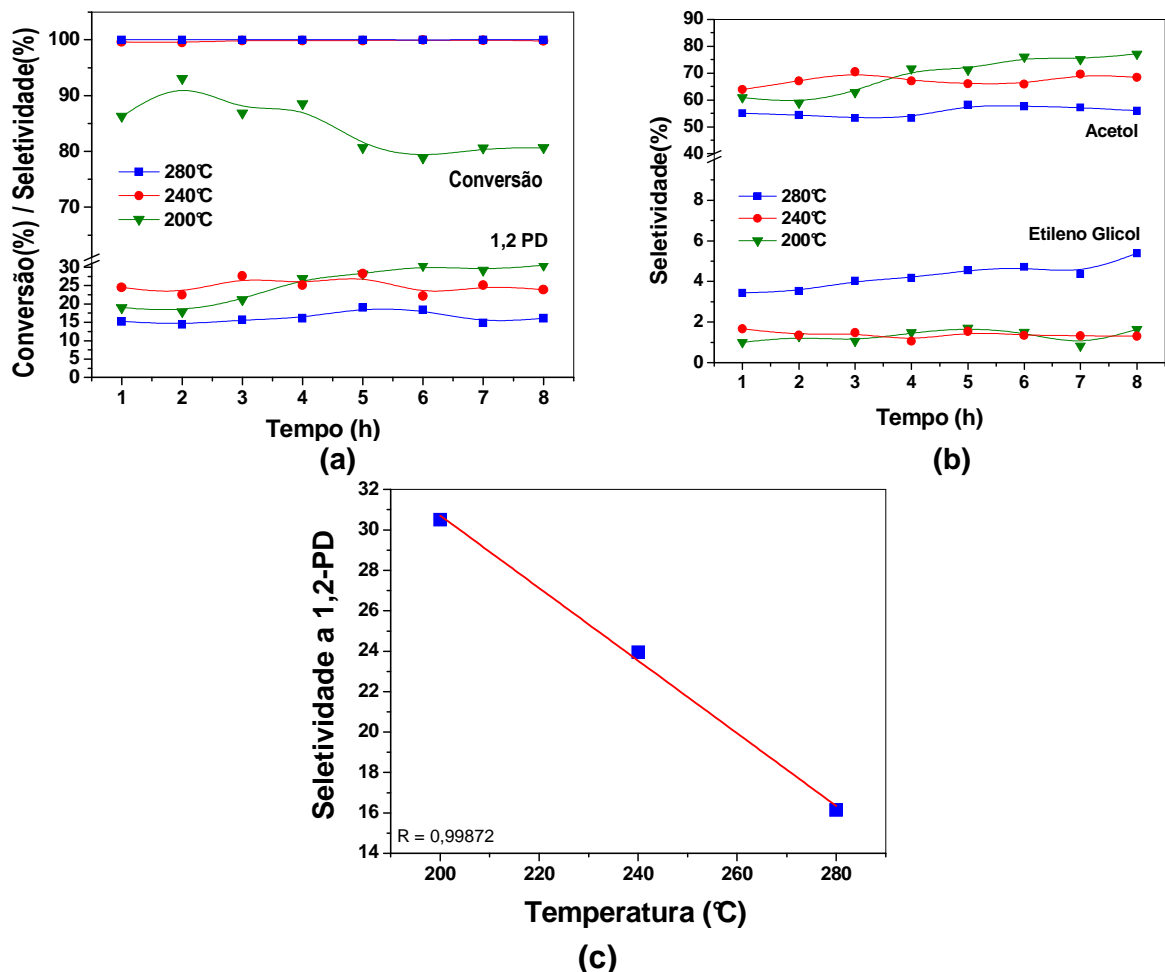 Conversão(%) / Seletividade(%)
100
90
80
70
30
25
20
15
10
5
0
280°C
240°C
200°C
Conversão
1,2 PD
1 2 3 4 5 6 7 8
Tempo (h)
(a)
Seletividade(%)
90
80
70
60
50
40
8
6
4
2
0
Acetol
280°C
240°C
200°C
Etileno Glicol
1 2 3 4 5 6 7 8
Tempo (h)
(b)
Seletividade a 1,2-PD
32
30
28
26
24
22
20
18
16
14
R = 0,99872
200 220 240 260 280
Temperatura (°C)
(c)